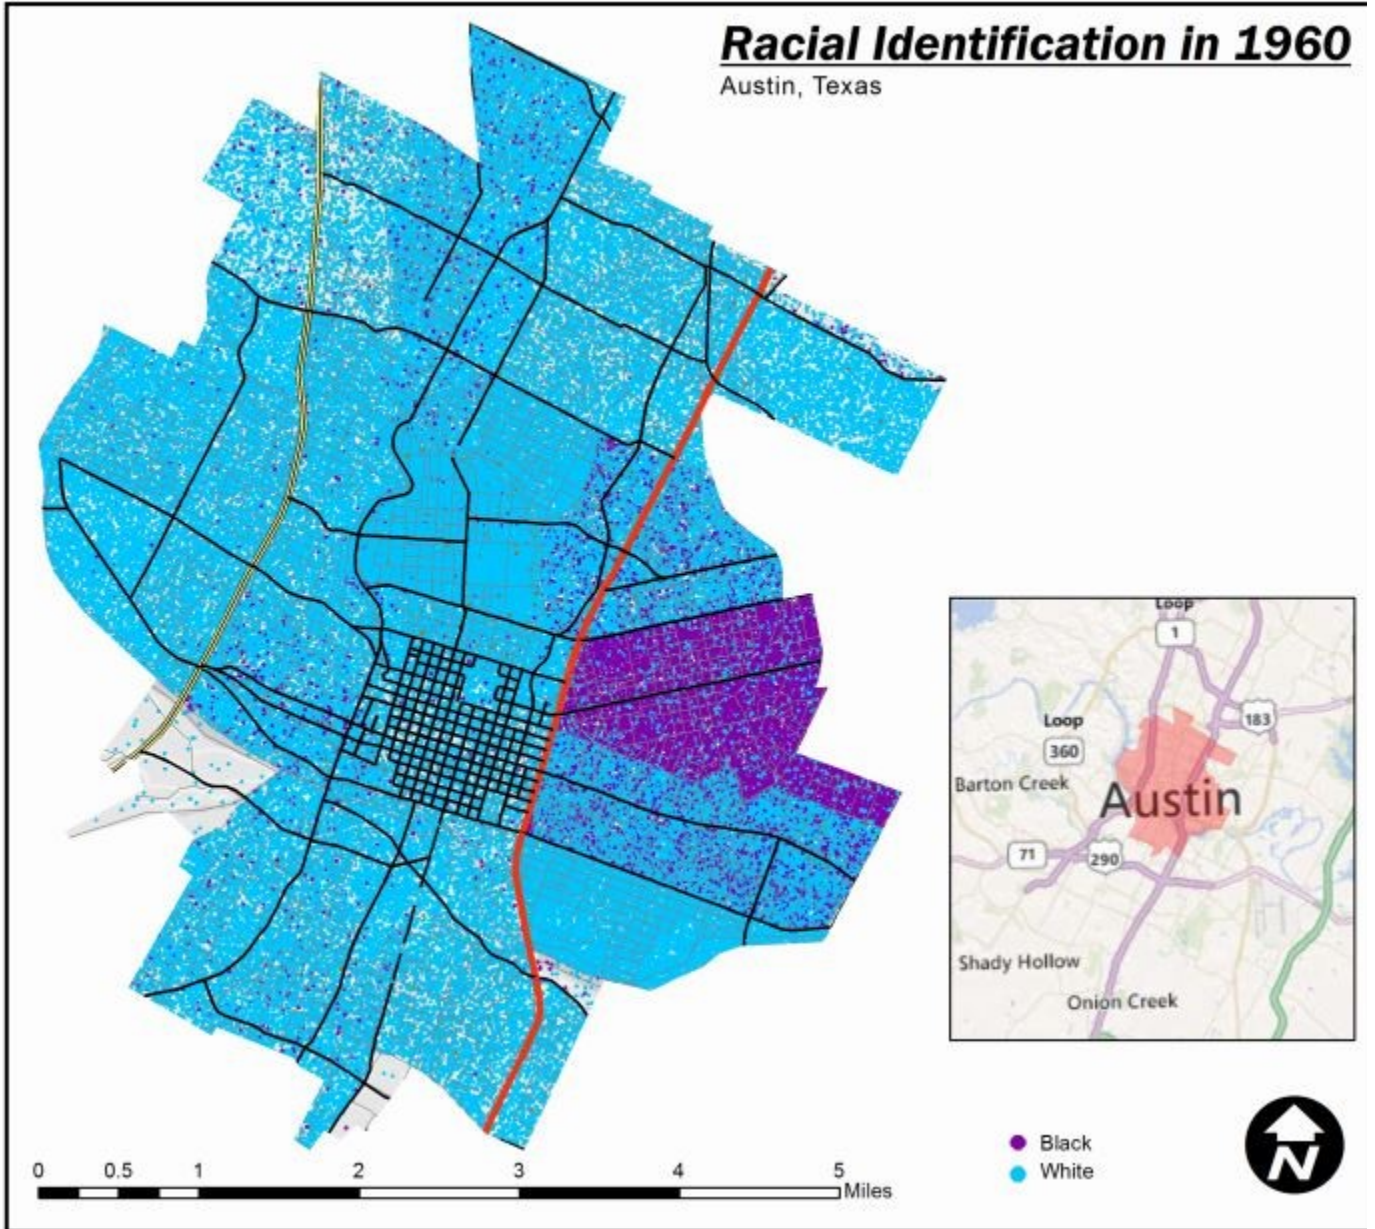 Racial Identification in 1960
Austin, Texas
Loop
1
183
Loop
360
Barton Creek
Austin
71
290
Shady Hollow
Onion Creek
Black
White
N
0 0.5 1 2 3 4 5
Miles